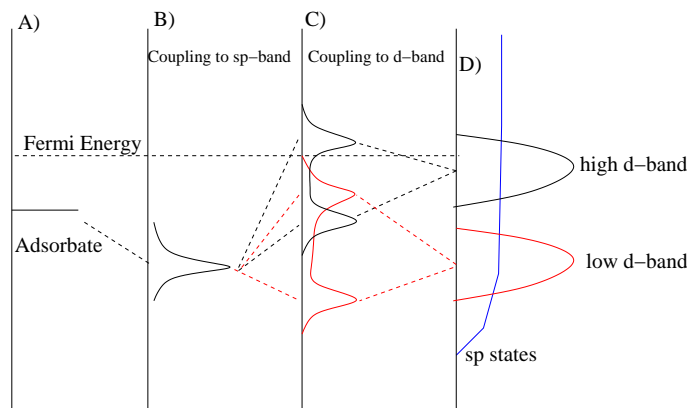 A)
B)
C)
Coupling to sp−band
Coupling to d−band
D)
Fermi Energy
high d−band
Adsorbate
low d−band
sp states